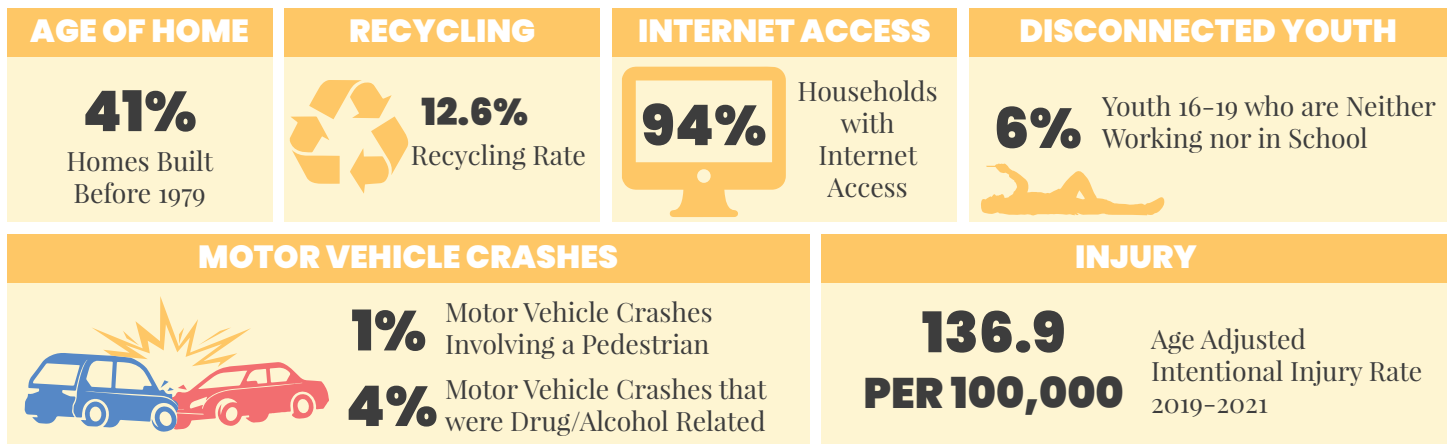 AGE OF HOME
41%
Homes Built
Before 1979
RECYCLING
12.6%
Recycling Rate
INTERNET ACCESS
94%
Households
with
Internet
Access
DISCONNECTED YOUTH
6%
Youth 16-19 who are Neither
Working nor in School
MOTOR VEHICLE CRASHES
1%
Motor Vehicle Crashes
Involving a Pedestrian
4%
Motor Vehicle Crashes that
were Drug/Alcohol Related
INJURY
136.9
PER 100,000
Age Adjusted
Intentional Injury Rate
2019-2021